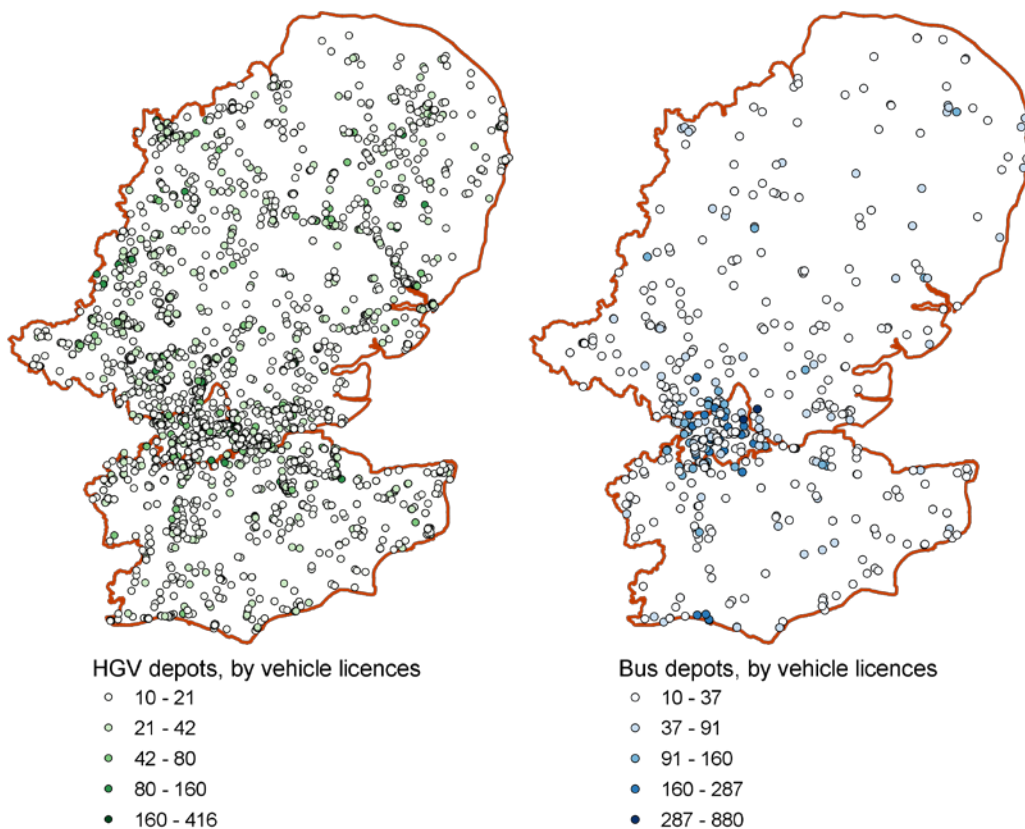 HGV depots, by vehicle licences
10 - 21
21 - 42
42 - 80
80 - 160
160 - 416
Bus depots, by vehicle licences
10 - 37
37 - 91
91 - 160
160 - 287
287 - 880